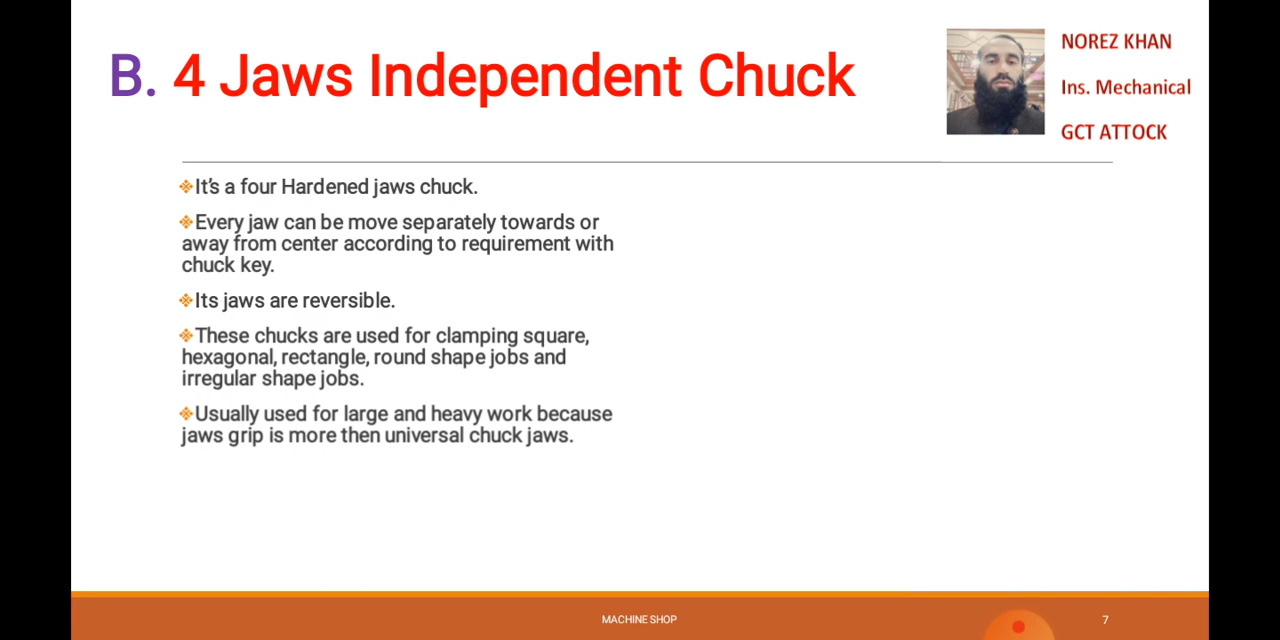 B. 4 Jaws Independent Chuck
NOREZ KHAN
Ins. Mechanical
GCT ATTOCK
❖It's a four Hardened jaws chuck.
❖Every jaw can be move separately towards or
away from center according to requirement with
chuck key.
❖Its jaws are reversible.
❖These chucks are used for clamping square,
hexagonal, rectangle, round shape jobs and
irregular shape jobs.
❖Usually used for large and heavy work because
jaws grip is more then universal chuck jaws.
MACHINE SHOP
7